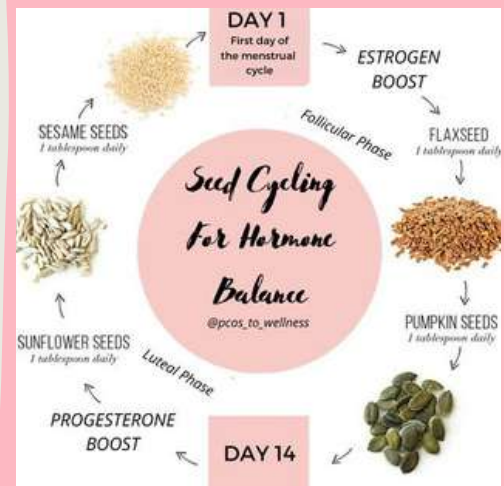 DAY 1
First day of
the menstrual
cycle
ESTROGEN
BOOST
Follicular Phase
FLAXSEED
1 tablespoon daily
PUMPKIN SEEDS
1 tablespoon daily
DAY 14
PROGESTERONE
BOOST
Luteal Phase
SUNFLOWER SEEDS
1 tablespoon daily
SESAME SEEDS
1 tablespoon daily
Seed Cycling
For Hormone
Balance
@pcos_to_wellness